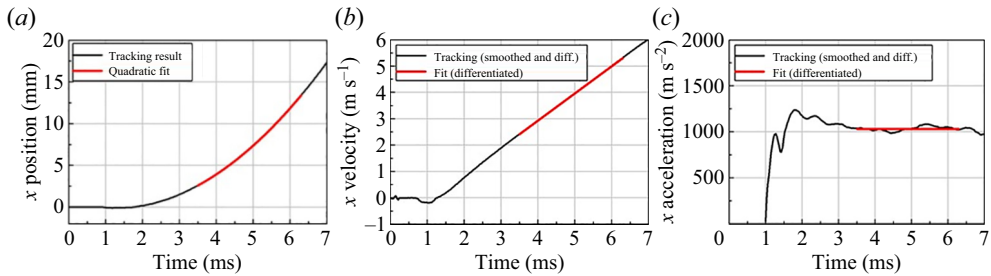 (a)
20
15
10
5
0
x position (mm)
Tracking result
Quadratic fit
0 1 2 3 4 5 6 7
Time (ms)
(b)
6
5
4
3
2
1
0
−1
x velocity (m s⁻¹)
Tracking (smoothed and diff.)
Fit (differentiated)
0 1 2 3 4 5 6 7
Time (ms)
(c)
2000
1500
1000
500
x acceleration (m s⁻²)
Tracking (smoothed and diff.)
Fit (differentiated)
0 1 2 3 4 5 6 7
Time (ms)